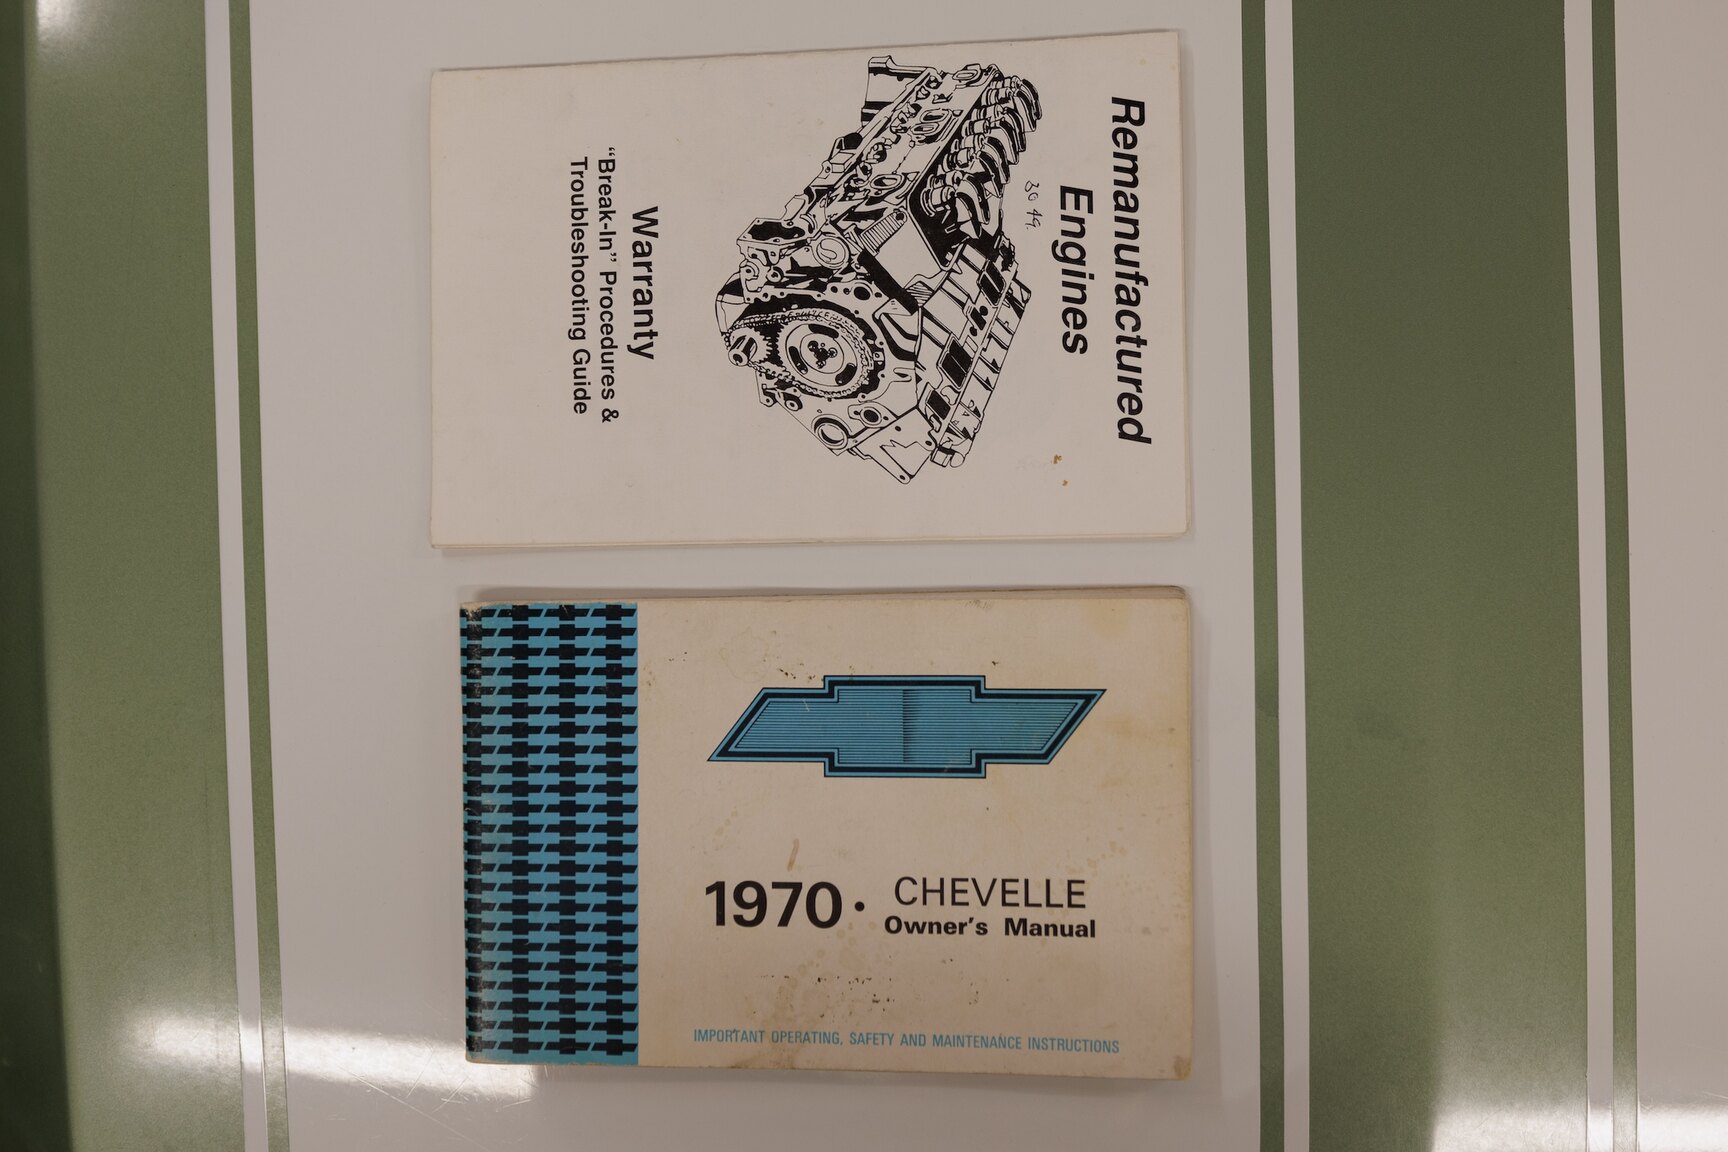 Remanufactured
Engines
30 49.
Warranty
“Break-In” Procedures &
Troubleshooting Guide
1970 · CHEVELLE
Owner's Manual
IMPORTANT OPERATING, SAFETY AND MAINTENANCE INSTRUCTIONS